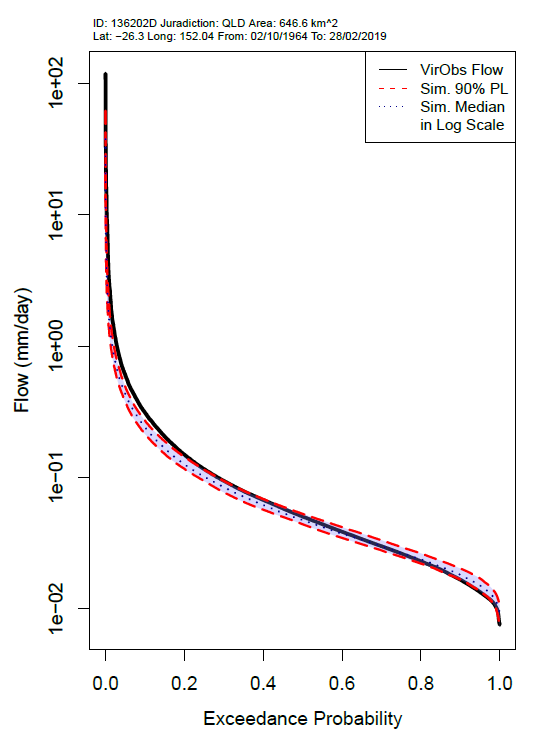 ID: 136202D Juradiction: QLD Area: 646.6 km^2
Lat: −26.3 Long: 152.04 From: 02/10/1964 To: 28/02/2019
VirObs Flow
Sim. 90% PL
Sim. Median
in Log Scale
1e+02
1e+01
1e+00
1e−01
1e−02
Flow (mm/day)
0.0 0.2 0.4 0.6 0.8 1.0
Exceedance Probability